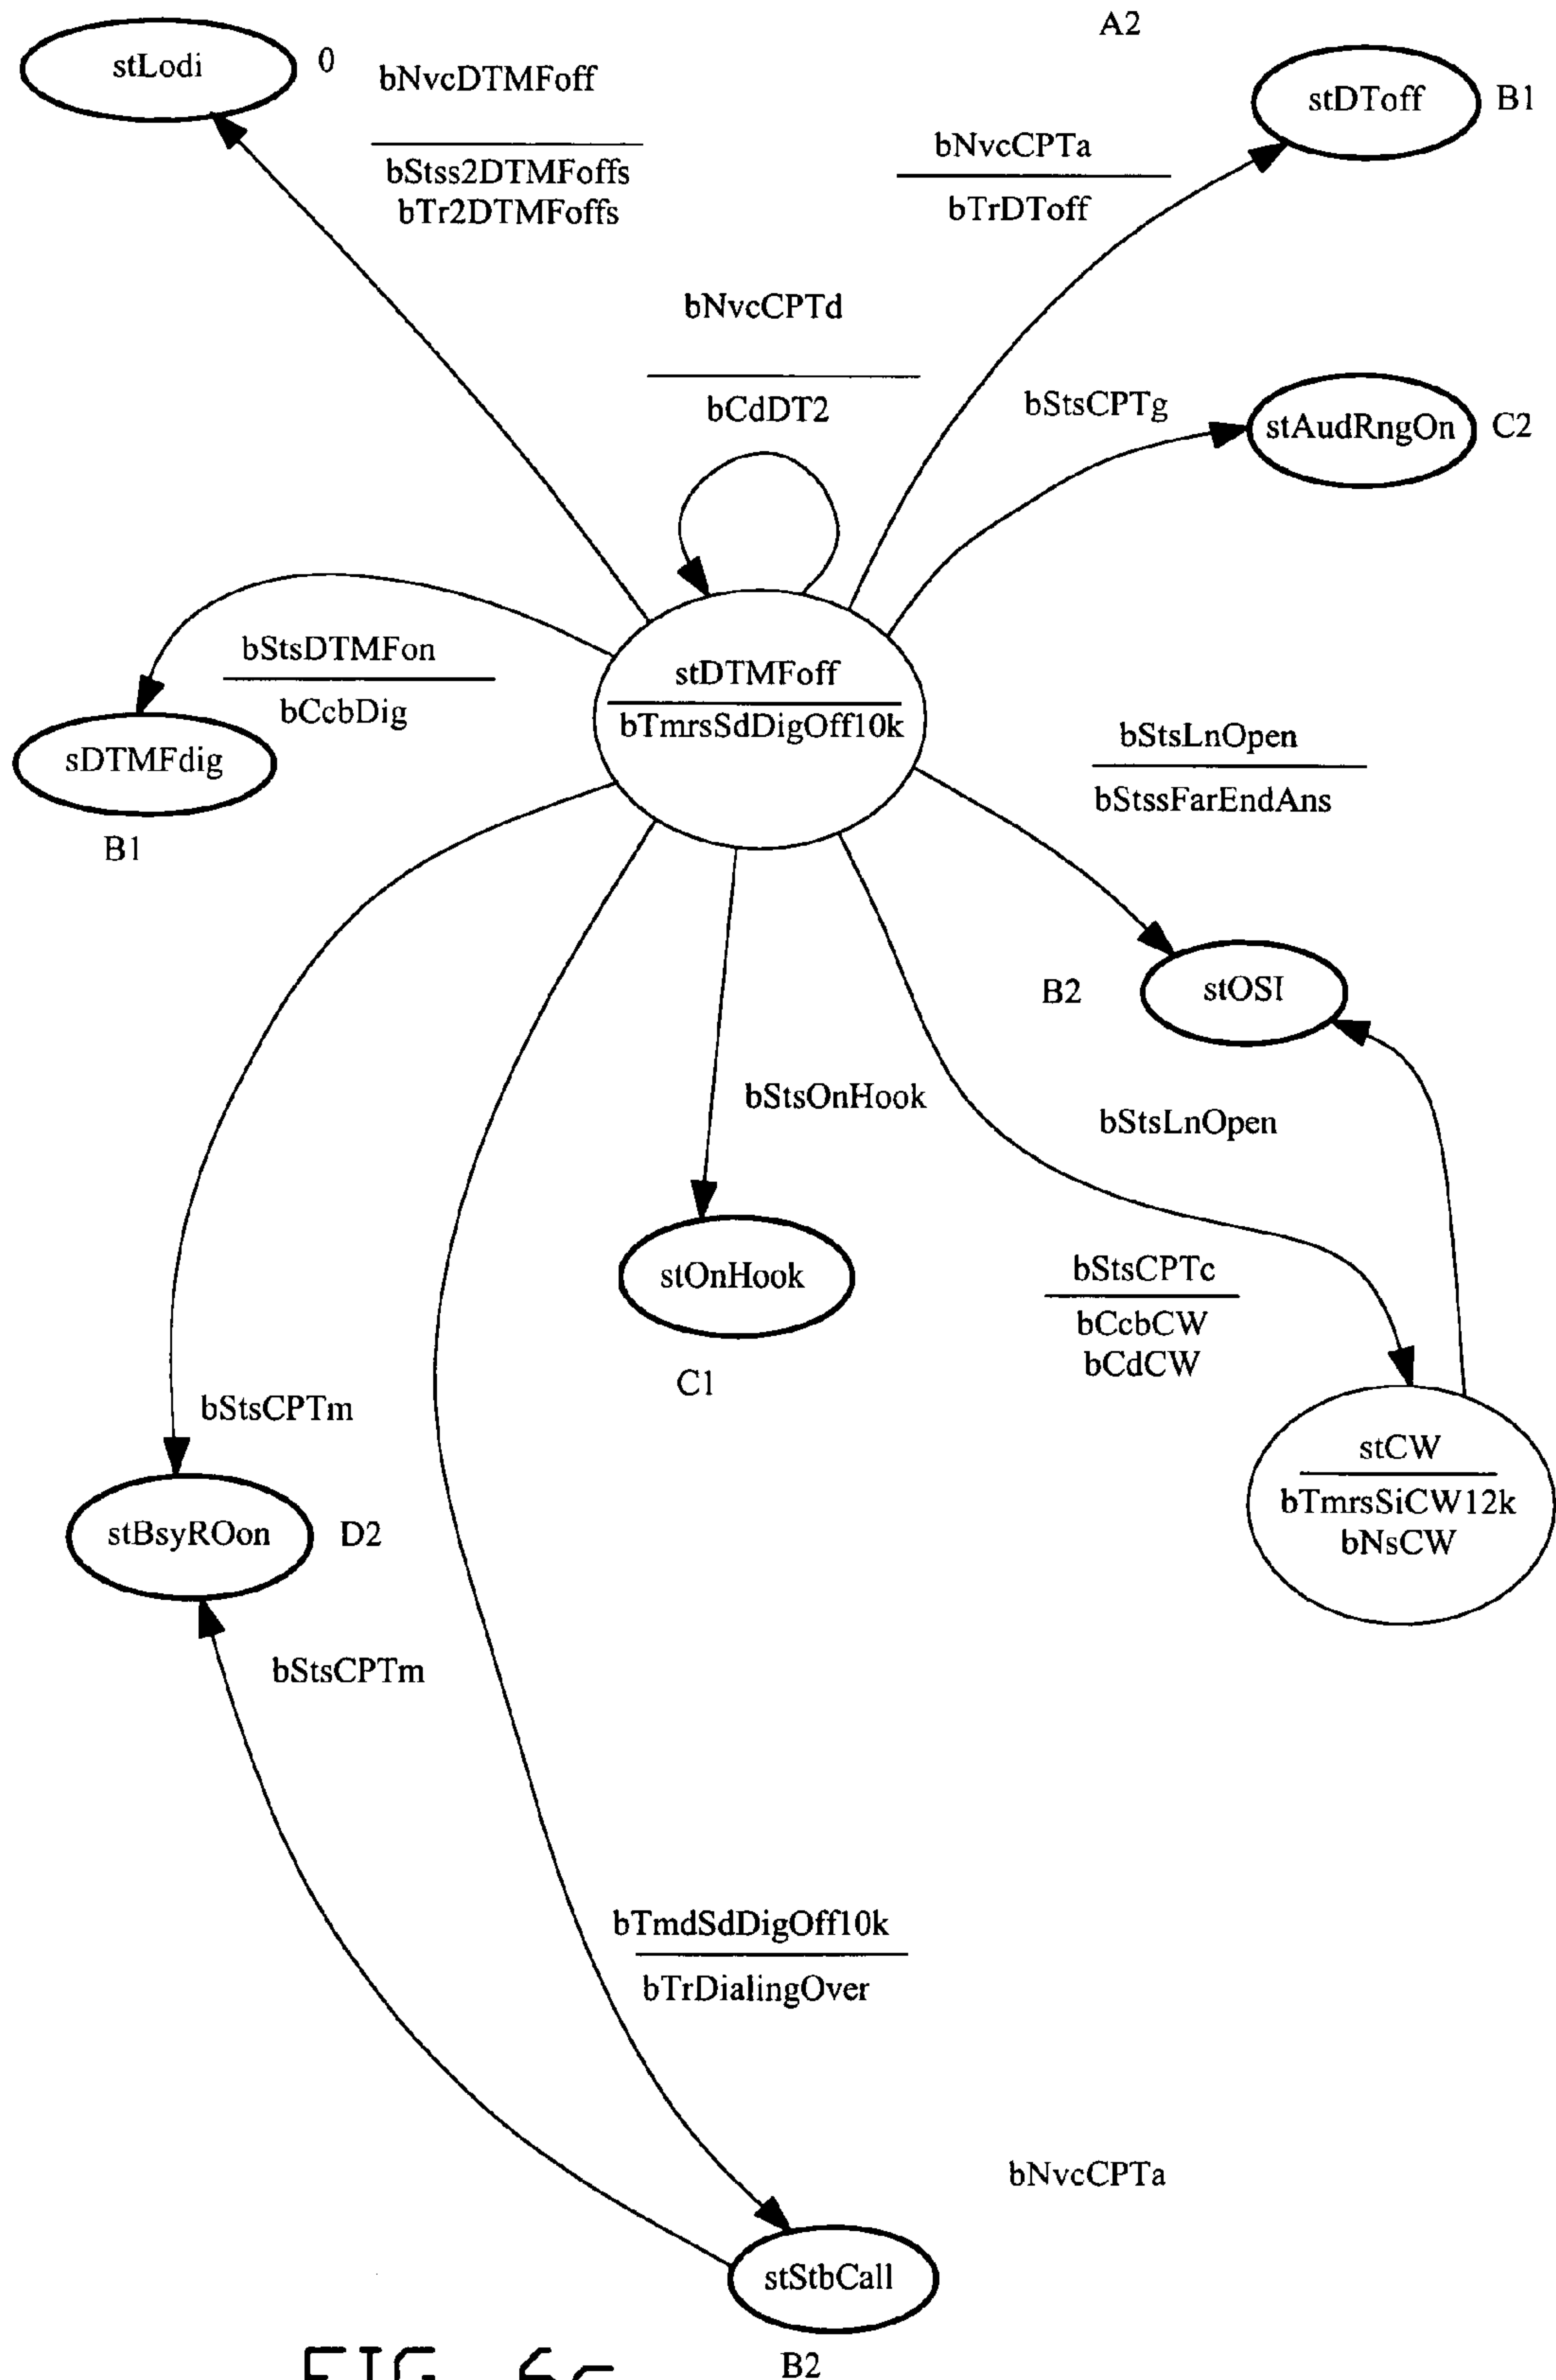 A2
stLodi
0
bNvcDTMFoff
bStss2DTMFoffs
bTr2DTMFoffs
stDToff
B1
bNvcCPTa
bTrDToff
bNvcCPTd
bCdDT2
bStsCPTg
stAudRngOn
C2
bStsDTMFon
bCcbDig
sDTMFdig
B1
stDTMFoff
bTmrsSdDigOff10k
bStsLnOpen
bStssFarEndAns
B2
stOSI
bStsOnHook
bStsLnOpen
stOnHook
C1
bStsCPTc
bCcbCW
bCdCW
bStsCPTm
stCW
bTmrsSiCW12k
bNsCW
stBsyROon
D2
bStsCPTm
bTmdSdDigOff10k
bTrDialingOver
bNvcCPTa
stStbCall
B2
FIG. 6c